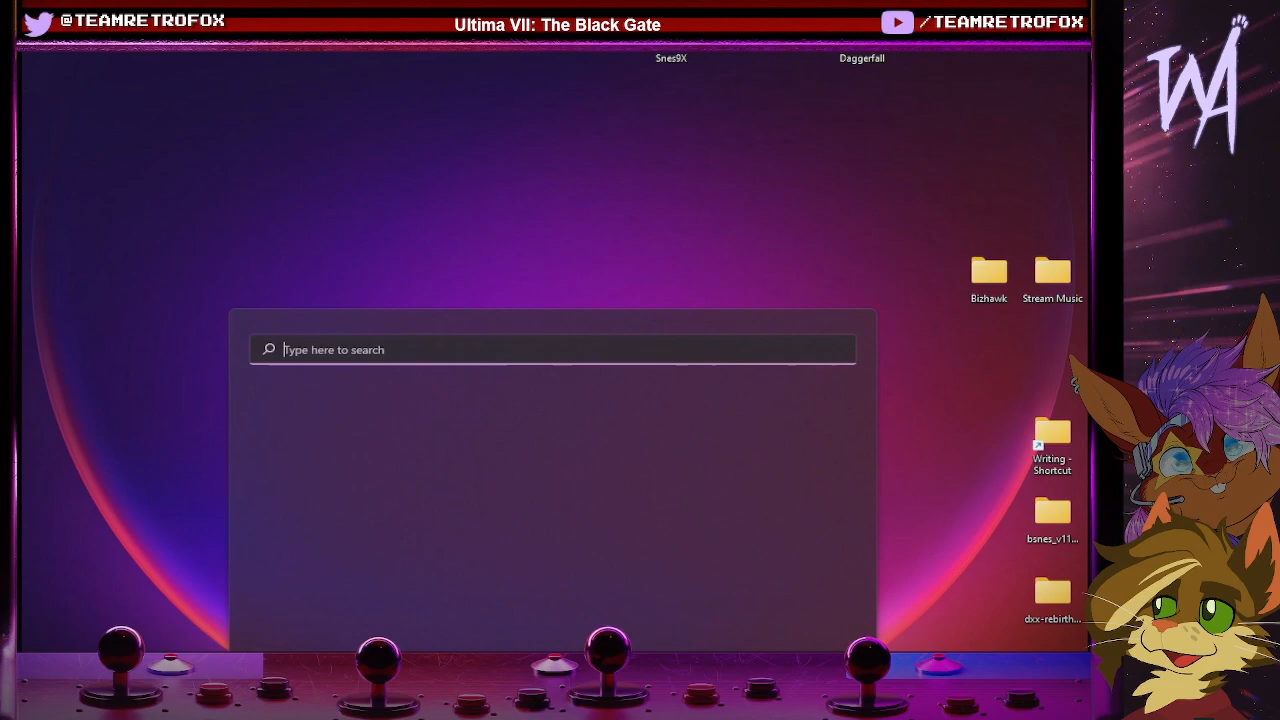 @TEAMRETROFOX
Ultima VII: The Black Gate
/TEAMRETROFOX
Snes9X
Daggerfall
Bizhawk
Stream Music
Type here to search
Writing -
Shortcut
bsnes_v11...
dxx-rebirth...